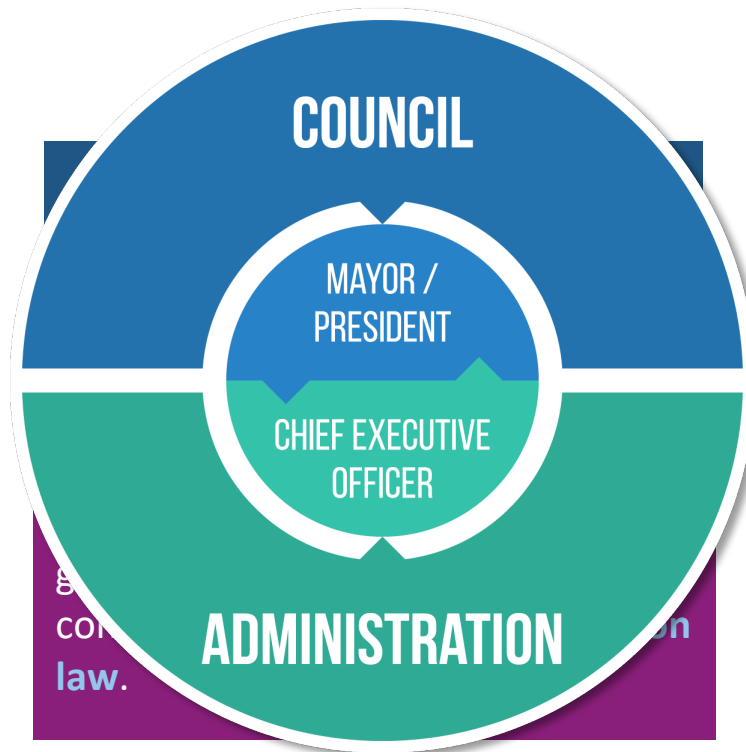 COUNCIL
MAYOR /
PRESIDENT
CHIEF EXECUTIVE
OFFICER
ADMINISTRATION
law.